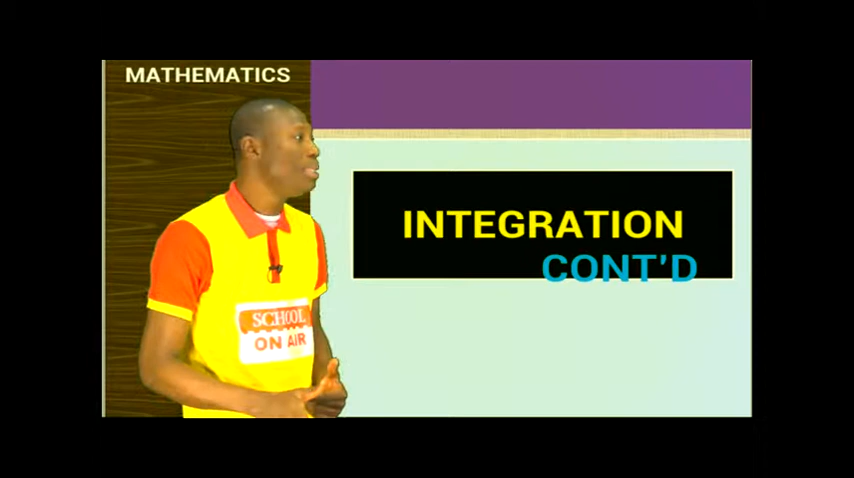 MATHEMATICS
INTEGRATION
CONT'D
SCHOOL
ON AIR